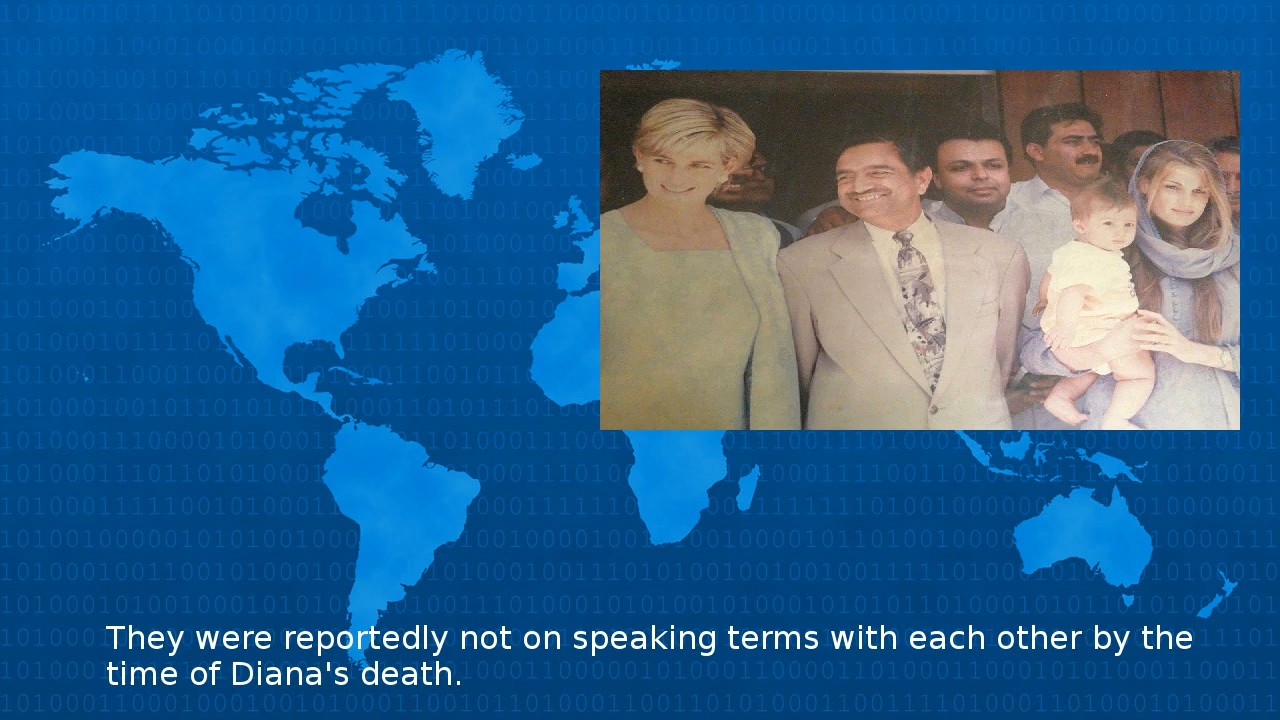 They were reportedly not on speaking terms with each other by the
time of Diana's death.